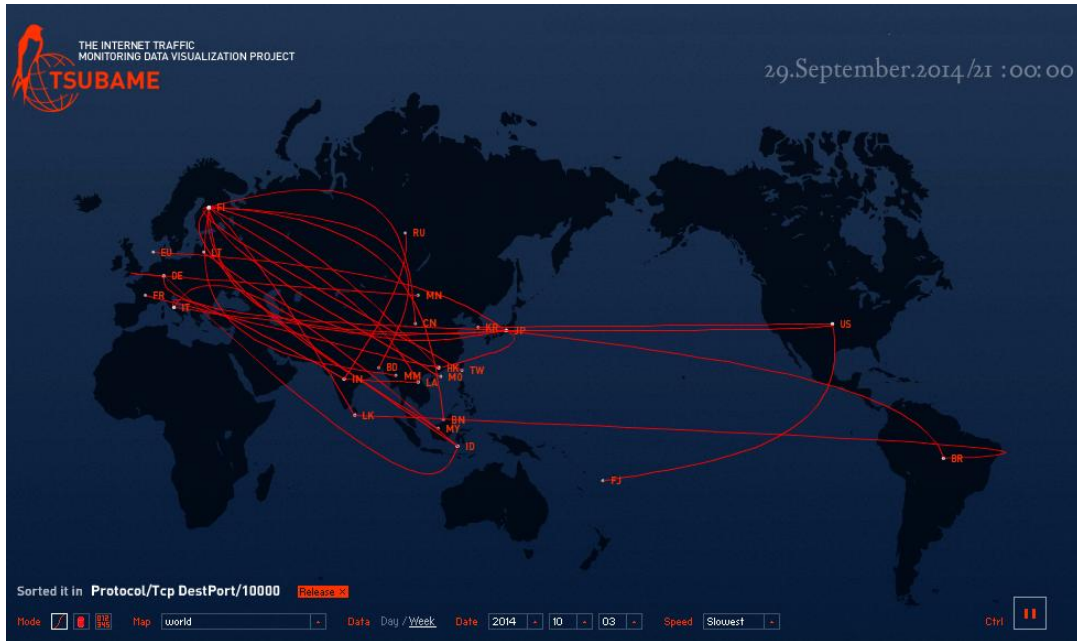 THE INTERNET TRAFFIC
MONITORING DATA VISUALIZATION PROJECT
TSUBAME
29.September.2014/21 :00:00
FI
RU
EU
LT
DE
MN
FR
IT
CN
KR
JP
US
BD
HK
TW
IN
MM
LA
MO
LK
BN
MY
ID
BR
FJ
Sorted it in Protocol/Tcp DestPort/10000 Release ×
Mode 012 345 Map world Data Day / Week Date 2014 10 03 Speed Slowest Ctrl